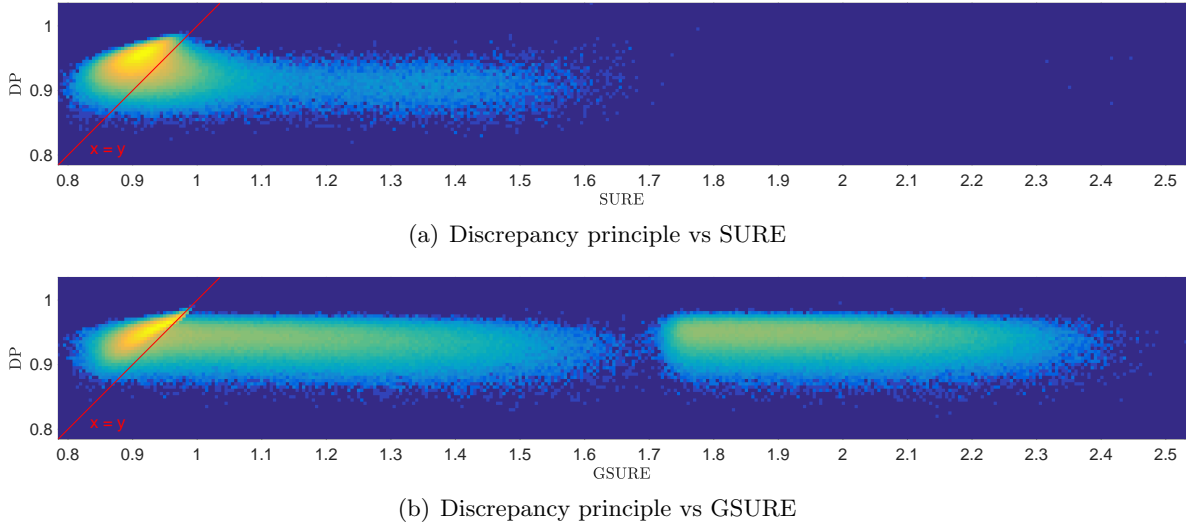 1
DP
0.9
0.8
x = y
0.8 0.9 1 1.1 1.2 1.3 1.4 1.5 1.6 1.7 1.8 1.9 2 2.1 2.2 2.3 2.4 2.5
SURE
(a) Discrepancy principle vs SURE
1
DP
0.9
0.8
x = y
0.8 0.9 1 1.1 1.2 1.3 1.4 1.5 1.6 1.7 1.8 1.9 2 2.1 2.2 2.3 2.4 2.5
GSURE
(b) Discrepancy principle vs GSURE